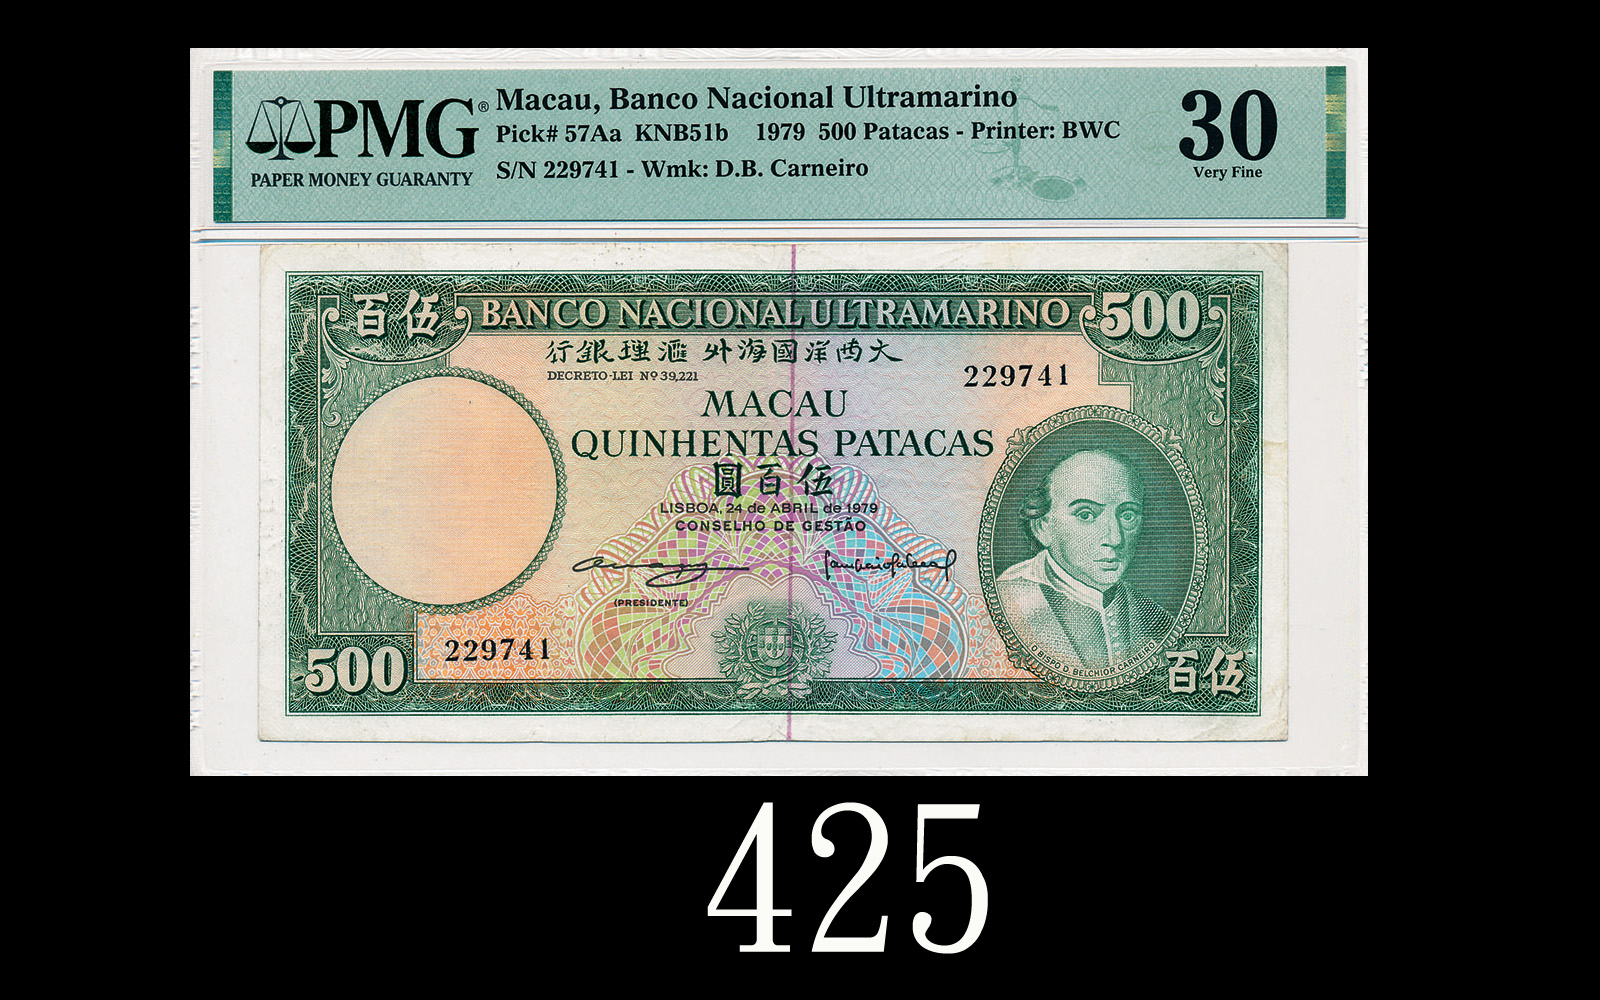 PMG®
PAPER MONEY GUARANTY
Macau, Banco Nacional Ultramarino
Pick# 57Aa KNB51b 1979 500 Patacas - Printer: BWC
S/N 229741 - Wmk: D.B. Carneiro
30
Very Fine
百伍
BANCO NACIONAL ULTRAMARINO
500
行銀理滙外海國洋西大
DECRETO-LEI Nº 39,221
229741
MACAU
QUINHENTAS PATACAS
圓百伍
LISBOA, 24 de ABRIL de 1979
CONSELHO DE GESTÃO
(PRESIDENTE)
229741
O BISPO D. BELCHIOR CARNEIRO
500
百伍
425